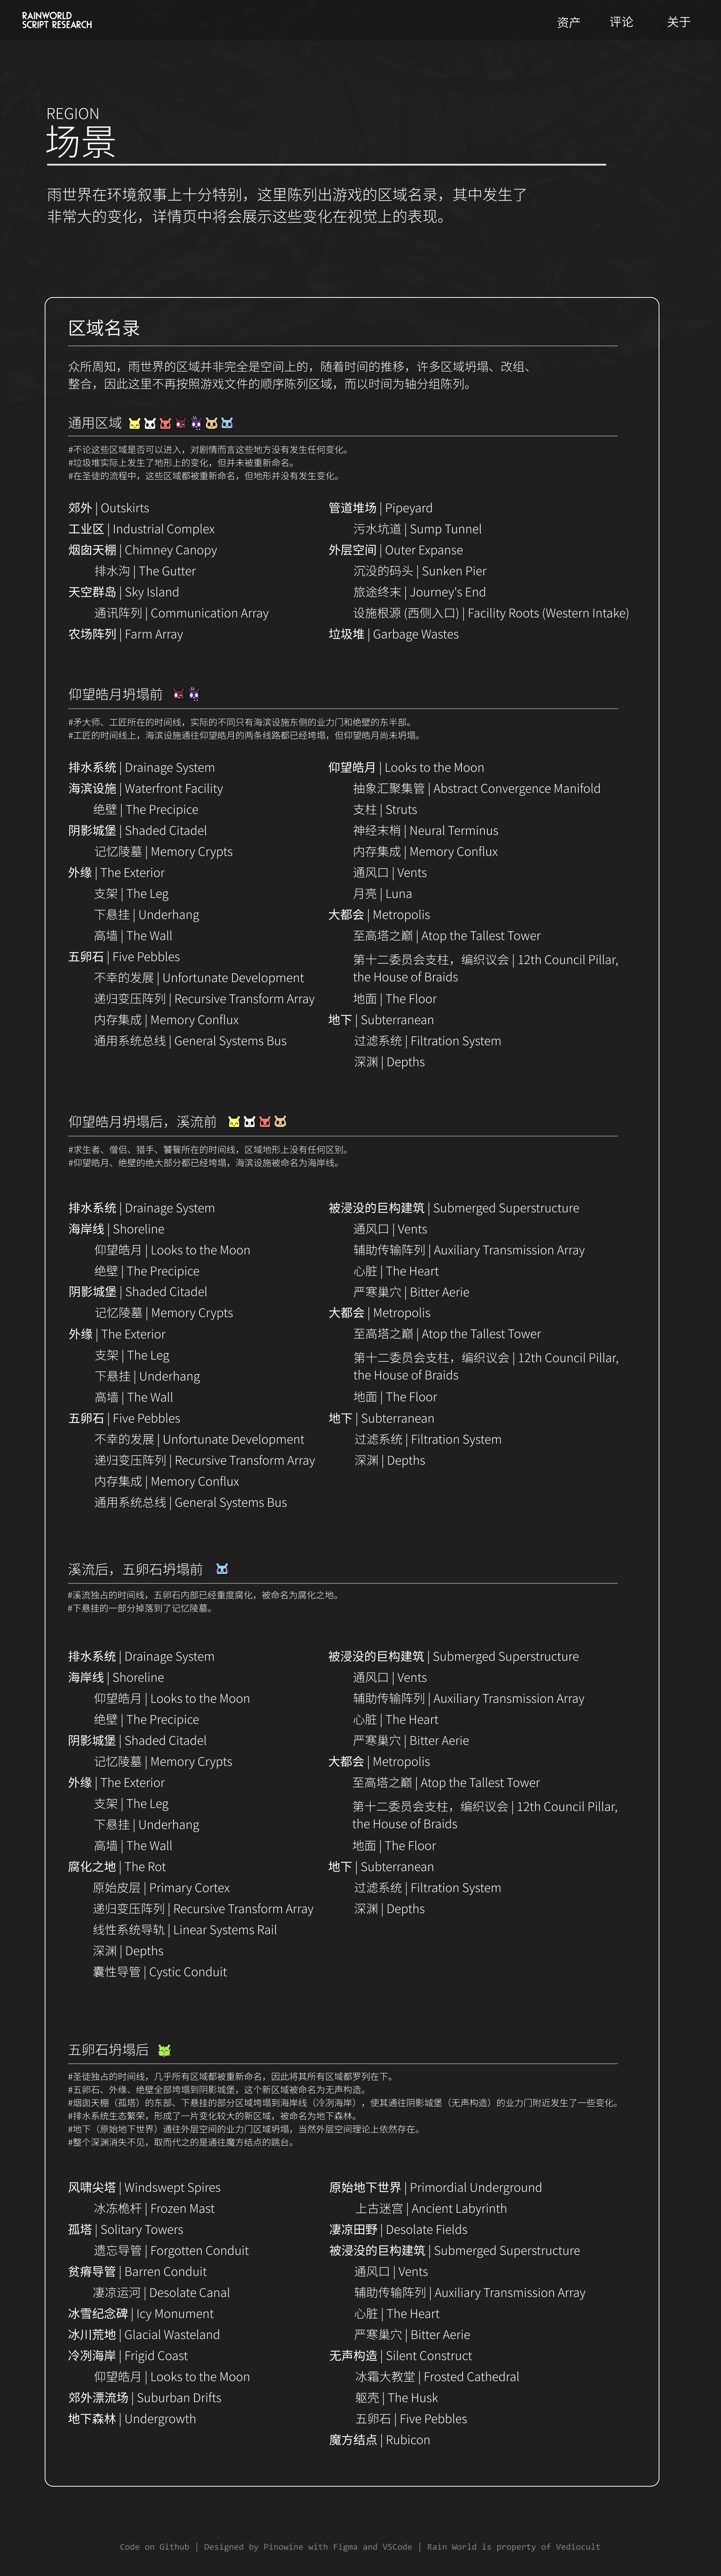 RAINWORLD
SCRIPT RESEARCH
资产 评论 关于
REGION
场景
雨世界在环境叙事上十分特别，这里陈列出游戏的区域名录，其中发生了
非常大的变化，详情页中将会展示这些变化在视觉上的表现。
区域名录
众所周知，雨世界的区域并非完全是空间上的，随着时间的推移，许多区域坍塌、改组、
整合，因此这里不再按照游戏文件的顺序陈列区域，而以时间为轴分组陈列。
通用区域
#不论这些区域是否可以进入，对剧情而言这些地方没有发生任何变化。
#垃圾堆实际上发生了地形上的变化，但并未被重新命名。
#在圣徒的流程中，这些区域都被重新命名，但地形并没有发生变化。
郊外 | Outskirts
工业区 | Industrial Complex
烟囱天棚 | Chimney Canopy
排水沟 | The Gutter
天空群岛 | Sky Island
通讯阵列 | Communication Array
农场阵列 | Farm Array
管道堆场 | Pipeyard
污水坑道 | Sump Tunnel
外层空间 | Outer Expanse
沉没的码头 | Sunken Pier
旅途终末 | Journey's End
设施根源 (西侧入口) | Facility Roots (Western Intake)
垃圾堆 | Garbage Wastes
仰望皓月坍塌前
#矛大师、工匠所在的时间线，实际的不同只有海滨设施东侧的业力门和绝壁的东半部。
#工匠的时间线上，海滨设施通往仰望皓月的两条线路都已经垮塌，但仰望皓月尚未坍塌。
排水系统 | Drainage System
海滨设施 | Waterfront Facility
绝壁 | The Precipice
阴影城堡 | Shaded Citadel
记忆陵墓 | Memory Crypts
外缘 | The Exterior
支架 | The Leg
下悬挂 | Underhang
高墙 | The Wall
五卵石 | Five Pebbles
不幸的发展 | Unfortunate Development
递归变压阵列 | Recursive Transform Array
内存集成 | Memory Conflux
通用系统总线 | General Systems Bus
仰望皓月 | Looks to the Moon
抽象汇聚集管 | Abstract Convergence Manifold
支柱 | Struts
神经末梢 | Neural Terminus
内存集成 | Memory Conflux
通风口 | Vents
月亮 | Luna
大都会 | Metropolis
至高塔之巅 | Atop the Tallest Tower
第十二委员会支柱，编织议会 | 12th Council Pillar,
the House of Braids
地面 | The Floor
地下 | Subterranean
过滤系统 | Filtration System
深渊 | Depths
仰望皓月坍塌后，溪流前
#求生者、僧侣、猎手、饕餮所在的时间线，区域地形上没有任何区别。
#仰望皓月、绝壁的绝大部分都已经垮塌，海滨设施被命名为海岸线。
排水系统 | Drainage System
海岸线 | Shoreline
仰望皓月 | Looks to the Moon
绝壁 | The Precipice
阴影城堡 | Shaded Citadel
记忆陵墓 | Memory Crypts
外缘 | The Exterior
支架 | The Leg
下悬挂 | Underhang
高墙 | The Wall
五卵石 | Five Pebbles
不幸的发展 | Unfortunate Development
递归变压阵列 | Recursive Transform Array
内存集成 | Memory Conflux
通用系统总线 | General Systems Bus
被浸没的巨构建筑 | Submerged Superstructure
通风口 | Vents
辅助传输阵列 | Auxiliary Transmission Array
心脏 | The Heart
严寒巢穴 | Bitter Aerie
大都会 | Metropolis
至高塔之巅 | Atop the Tallest Tower
第十二委员会支柱，编织议会 | 12th Council Pillar,
the House of Braids
地面 | The Floor
地下 | Subterranean
过滤系统 | Filtration System
深渊 | Depths
溪流后，五卵石坍塌前
#溪流独占的时间线，五卵石内部已经重度腐化，被命名为腐化之地。
#下悬挂的一部分掉落到了记忆陵墓。
排水系统 | Drainage System
海岸线 | Shoreline
仰望皓月 | Looks to the Moon
绝壁 | The Precipice
阴影城堡 | Shaded Citadel
记忆陵墓 | Memory Crypts
外缘 | The Exterior
支架 | The Leg
下悬挂 | Underhang
高墙 | The Wall
腐化之地 | The Rot
原始皮层 | Primary Cortex
递归变压阵列 | Recursive Transform Array
线性系统导轨 | Linear Systems Rail
深渊 | Depths
囊性导管 | Cystic Conduit
被浸没的巨构建筑 | Submerged Superstructure
通风口 | Vents
辅助传输阵列 | Auxiliary Transmission Array
心脏 | The Heart
严寒巢穴 | Bitter Aerie
大都会 | Metropolis
至高塔之巅 | Atop the Tallest Tower
第十二委员会支柱，编织议会 | 12th Council Pillar,
the House of Braids
地面 | The Floor
地下 | Subterranean
过滤系统 | Filtration System
深渊 | Depths
五卵石坍塌后
#圣徒独占的时间线，几乎所有区域都被重新命名，因此将其所有区域都罗列在下。
#五卵石、外缘、绝壁全部垮塌到阴影城堡，这个新区域被命名为无声构造。
#烟囱天棚（孤塔）的东部、下悬挂的部分区域垮塌到海岸线（冷冽海岸），使其通往阴影城堡（无声构造）的业力门附近发生了一些变化。
#排水系统生态繁荣，形成了一片变化较大的新区域，被命名为地下森林。
#地下（原始地下世界）通往外层空间的业力门区域坍塌，当然外层空间理论上依然存在。
#整个深渊消失不见，取而代之的是通往魔方结点的跳台。
风啸尖塔 | Windswept Spires
冰冻桅杆 | Frozen Mast
孤塔 | Solitary Towers
遗忘导管 | Forgotten Conduit
贫瘠导管 | Barren Conduit
凄凉运河 | Desolate Canal
冰雪纪念碑 | Icy Monument
冰川荒地 | Glacial Wasteland
冷冽海岸 | Frigid Coast
仰望皓月 | Looks to the Moon
郊外漂流场 | Suburban Drifts
地下森林 | Undergrowth
原始地下世界 | Primordial Underground
上古迷宫 | Ancient Labyrinth
凄凉田野 | Desolate Fields
被浸没的巨构建筑 | Submerged Superstructure
通风口 | Vents
辅助传输阵列 | Auxiliary Transmission Array
心脏 | The Heart
严寒巢穴 | Bitter Aerie
无声构造 | Silent Construct
冰霜大教堂 | Frosted Cathedral
躯壳 | The Husk
五卵石 | Five Pebbles
魔方结点 | Rubicon
Code on Github | Designed by Pinowine with Figma and VSCode | Rain World is property of Vediocult